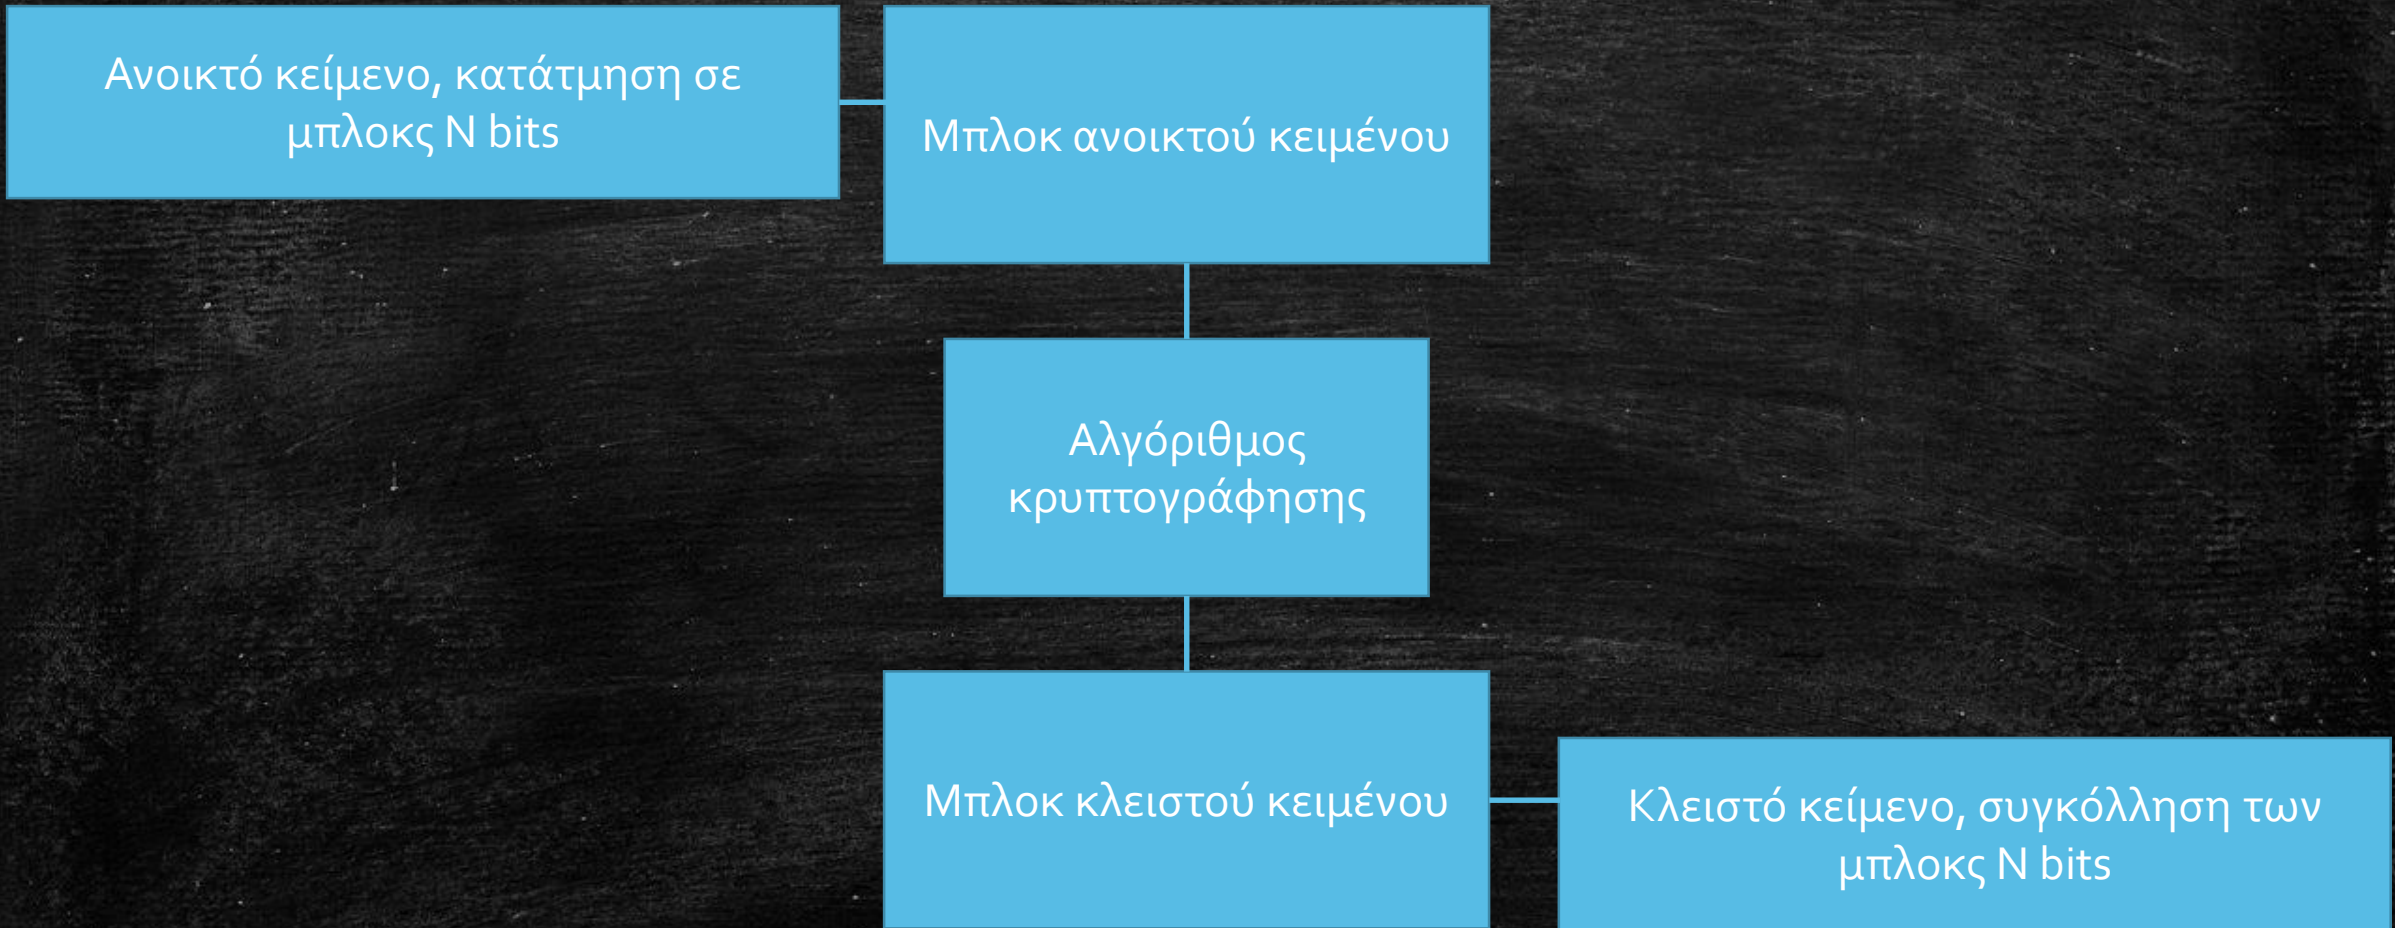 Ανοικτό κείμενο, κατάτμηση σε
μπλοκς N bits
Μπλοκ ανοικτού κειμένου
Αλγόριθμος
κρυπτογράφησης
Μπλοκ κλειστού κειμένου
Κλειστό κείμενο, συγκόλληση των
μπλοκς N bits